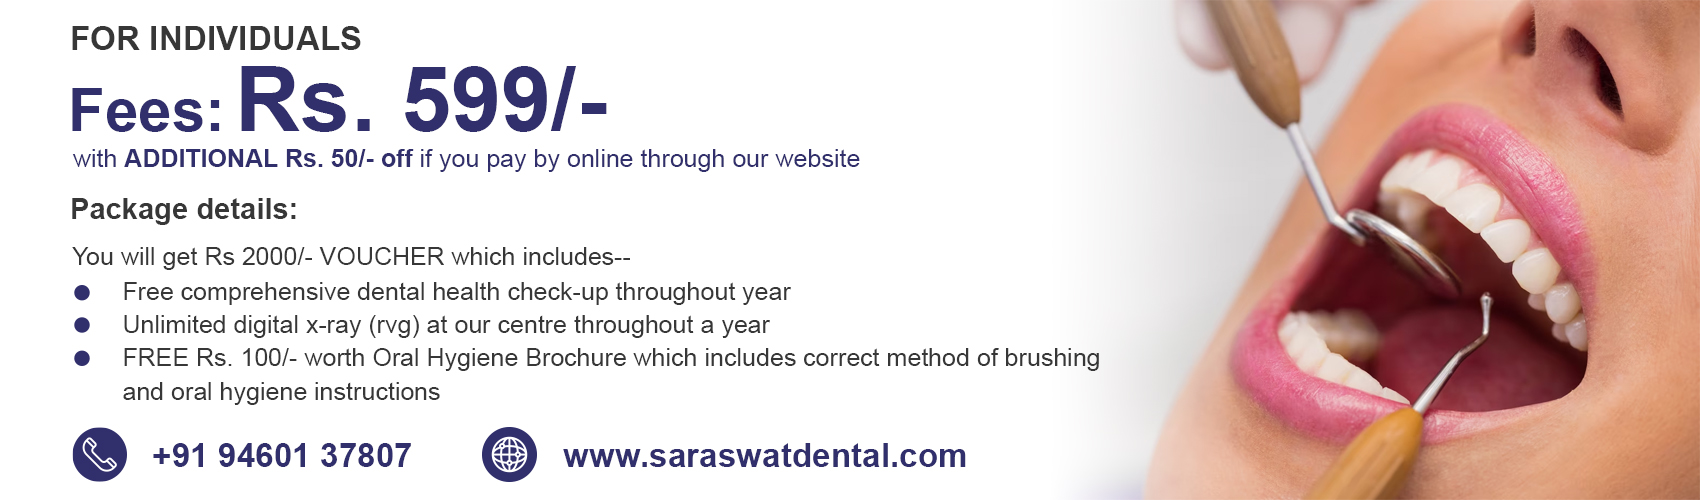 FOR INDIVIDUALS
Fees: Rs. 599/-
with ADDITIONAL Rs. 50/- off if you pay by online through our website
Package details:
You will get Rs 2000/- VOUCHER which includes--
Free comprehensive dental health check-up throughout year
Unlimited digital x-ray (rvg) at our centre throughout a year
FREE Rs. 100/- worth Oral Hygiene Brochure which includes correct method of brushing
and oral hygiene instructions
+91 94601 37807
www.saraswatdental.com